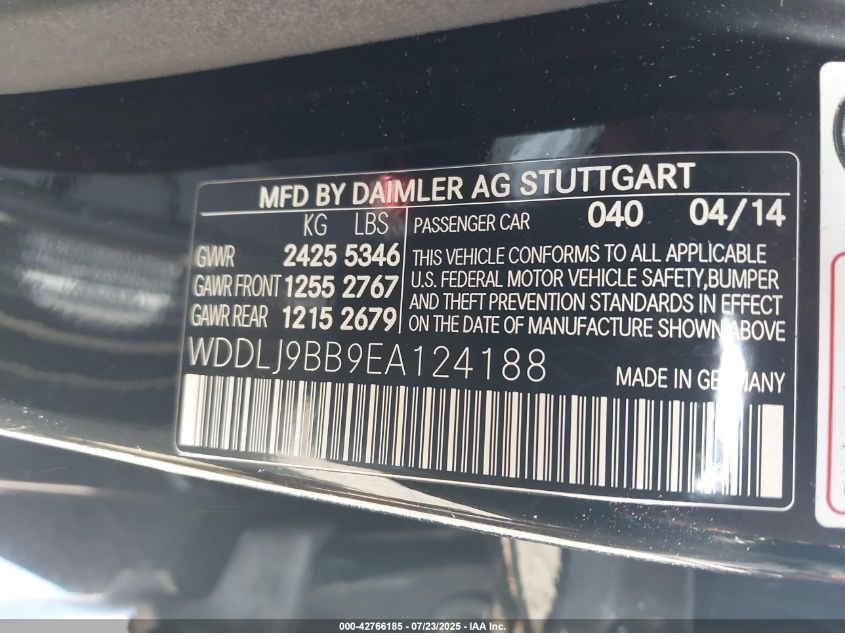 MFD BY DAIMLER AG STUTTGART
KG LBS
GVWR 2425 5346
GAWR FRONT 1255 2767
GAWR REAR 1215 2679
PASSENGER CAR 040 04/14
THIS VEHICLE CONFORMS TO ALL APPLICABLE
U.S. FEDERAL MOTOR VEHICLE SAFETY, BUMPER
AND THEFT PREVENTION STANDARDS IN EFFECT
ON THE DATE OF MANUFACTURE SHOWN ABOVE
WDDLJ9BB9EA124188
MADE IN GERMANY
000-42766185 - 07/23/2025 - IAA Inc.